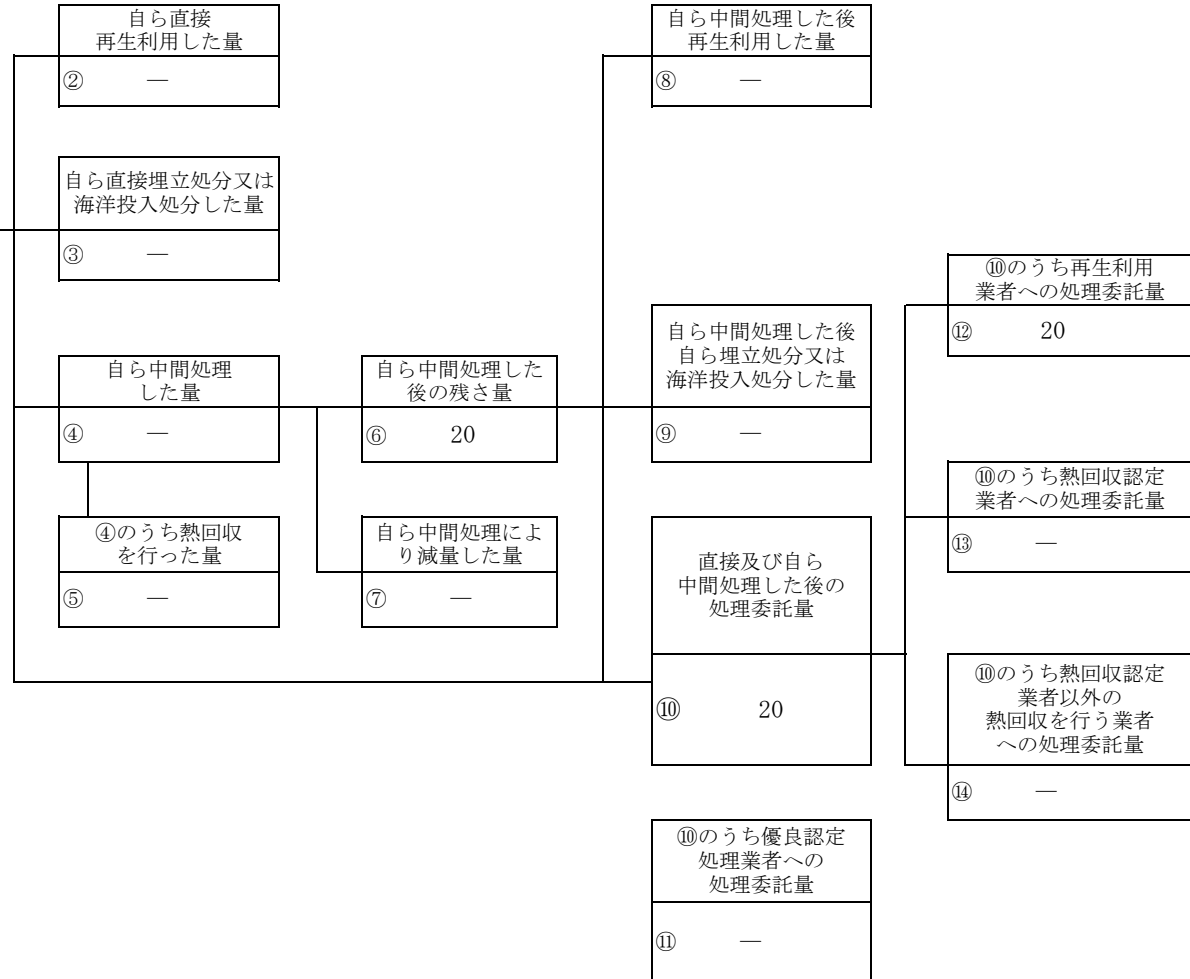 自ら直接
再生利用した量
② —
自ら直接埋立処分又は
海洋投入処分した量
③ —
自ら中間処理
した量
④ —
④のうち熱回収
を行った量
⑤ —
自ら中間処理した
後の残さ量
⑥ 20
自ら中間処理によ
り減量した量
⑦ —
自ら中間処理した後
再生利用した量
⑧ —
自ら中間処理した後
自ら埋立処分又は
海洋投入処分した量
⑨ —
直接及び自ら
中間処理した後の
処理委託量
⑩ 20
⑩のうち優良認定
処理業者への
処理委託量
⑪ —
⑩のうち再生利用
業者への処理委託量
⑫ 20
⑩のうち熱回収認定
業者への処理委託量
⑬ —
⑩のうち熱回収認定
業者以外の
熱回収を行う業者
への処理委託量
⑭ —